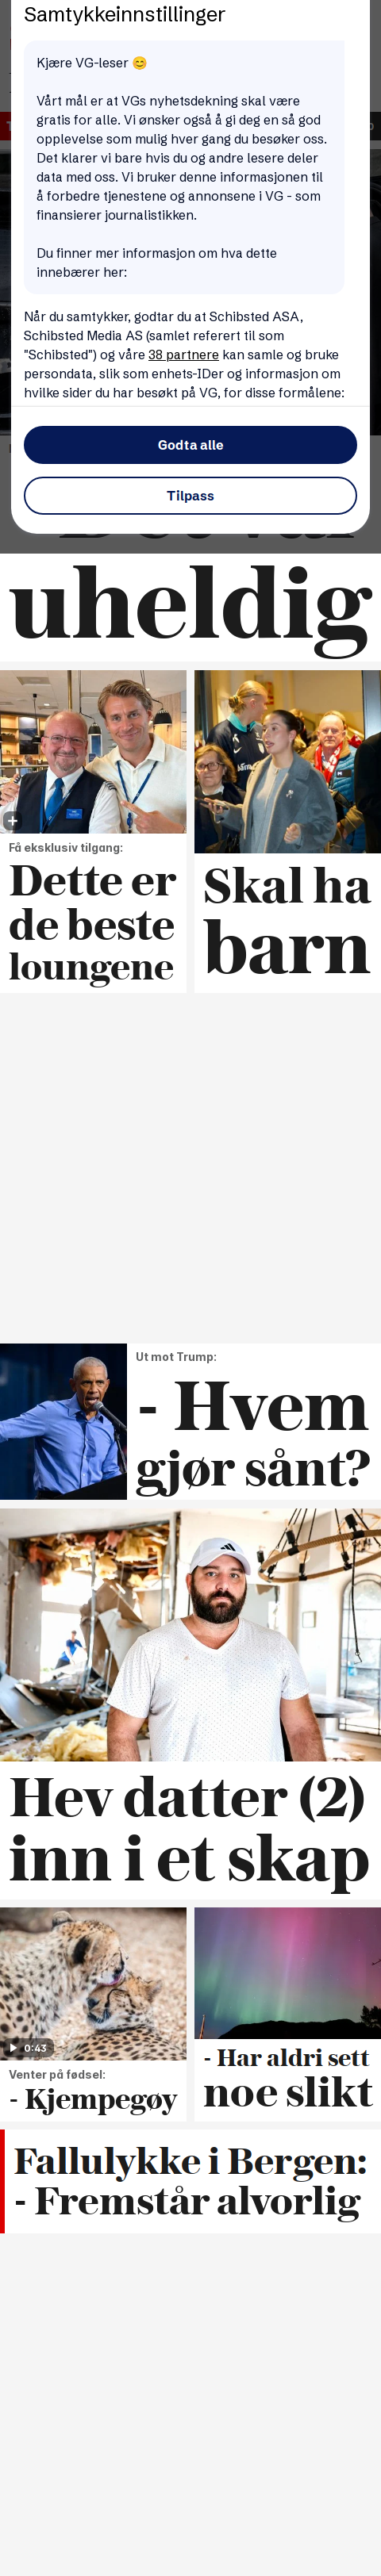 Samtykkeinnstillinger
Kjære VG-leser 😊
Vårt mål er at VGs nyhetsdekning skal være
gratis for alle. Vi ønsker også å gi deg en så god
opplevelse som mulig hver gang du besøker oss.
Det klarer vi bare hvis du og andre lesere deler
data med oss. Vi bruker denne informasjonen til
å forbedre tjenestene og annonsene i VG - som
finansierer journalistikken.
Du finner mer informasjon om hva dette
innebærer her:
Når du samtykker, godtar du at Schibsted ASA,
Schibsted Media AS (samlet referert til som
"Schibsted") og våre 38 partnere kan samle og bruke
persondata, slik som enhets-IDer og informasjon om
hvilke sider du har besøkt på VG, for disse formålene:
Godta alle
Tilpass
uheldig
Få eksklusiv tilgang:
Dette er
de beste
loungene
Skal ha
barn
Ut mot Trump:
- Hvem
gjør sånt?
Hev datter (2)
inn i et skap
0:43
Venter på fødsel:
- Kjempegøy
- Har aldri sett
noe slikt
Fallulykke i Bergen:
- Fremstår alvorlig